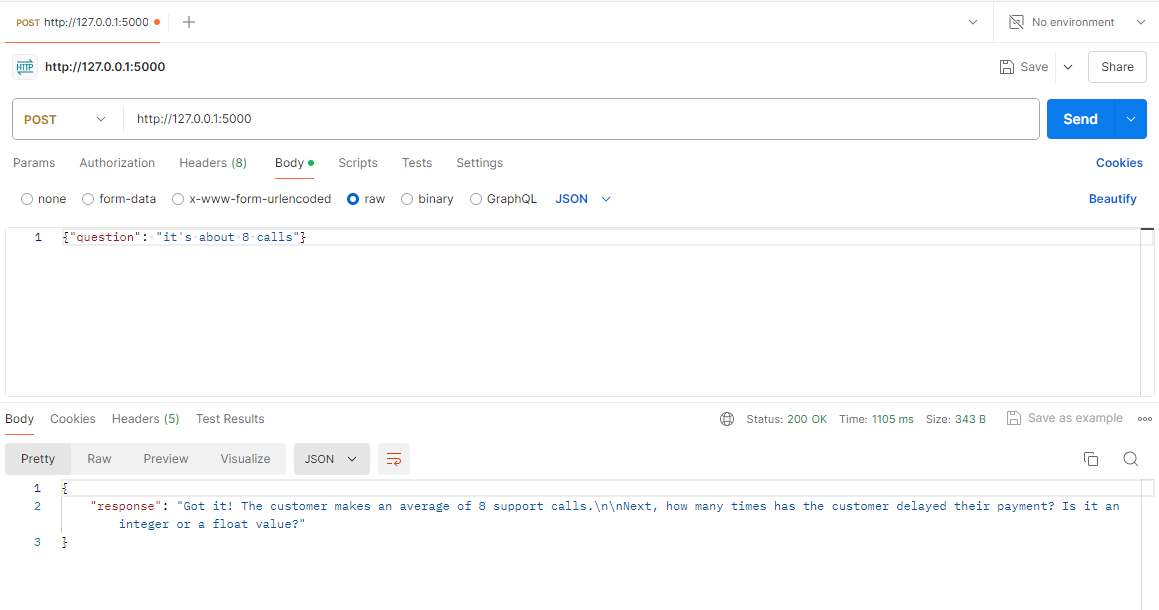 POST http://127.0.0.1:5000
No environment
HTTP http://127.0.0.1:5000
Save
Share
POST http://127.0.0.1:5000
Send
Params Authorization Headers (8) Body Scripts Tests Settings Cookies
none form-data x-www-form-urlencoded raw binary GraphQL JSON Beautify
1 {"question": "it's about 8 calls"}
Body Cookies Headers (5) Test Results Status: 200 OK Time: 1105 ms Size: 343 B Save as example
Pretty Raw Preview Visualize JSON
1 {
2 "response": "Got it! The customer makes an average of 8 support calls.\n\nNext, how many times has the customer delayed their payment? Is it an
integer or a float value?"
3 }